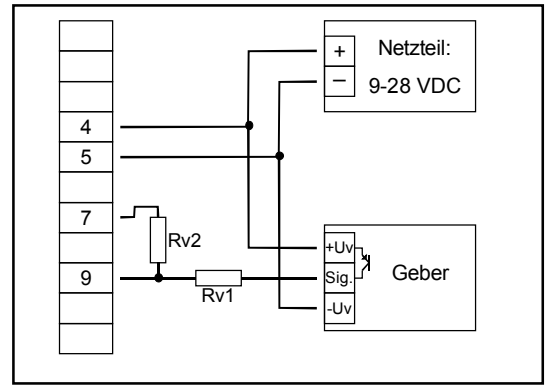 +
Netzteil:
–
9-28 VDC
4
5
7
Rv2
+Uv
9
Rv1
Sig.
Geber
-Uv